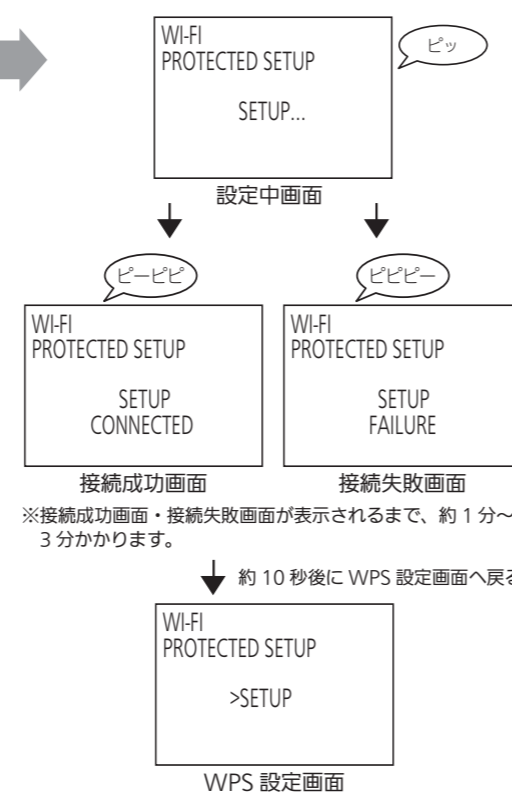 WI-FI
PROTECTED SETUP
SETUP...
ピッ
設定中画面
ピーピピ
WI-FI
PROTECTED SETUP
SETUP
CONNECTED
接続成功画面
ピピピー
WI-FI
PROTECTED SETUP
SETUP
FAILURE
接続失敗画面
※接続成功画面・接続失敗画面が表示されるまで、約 1 分〜
3 分かかります。
約 10 秒後に WPS 設定画面へ戻る
WI-FI
PROTECTED SETUP
>SETUP
WPS 設定画面